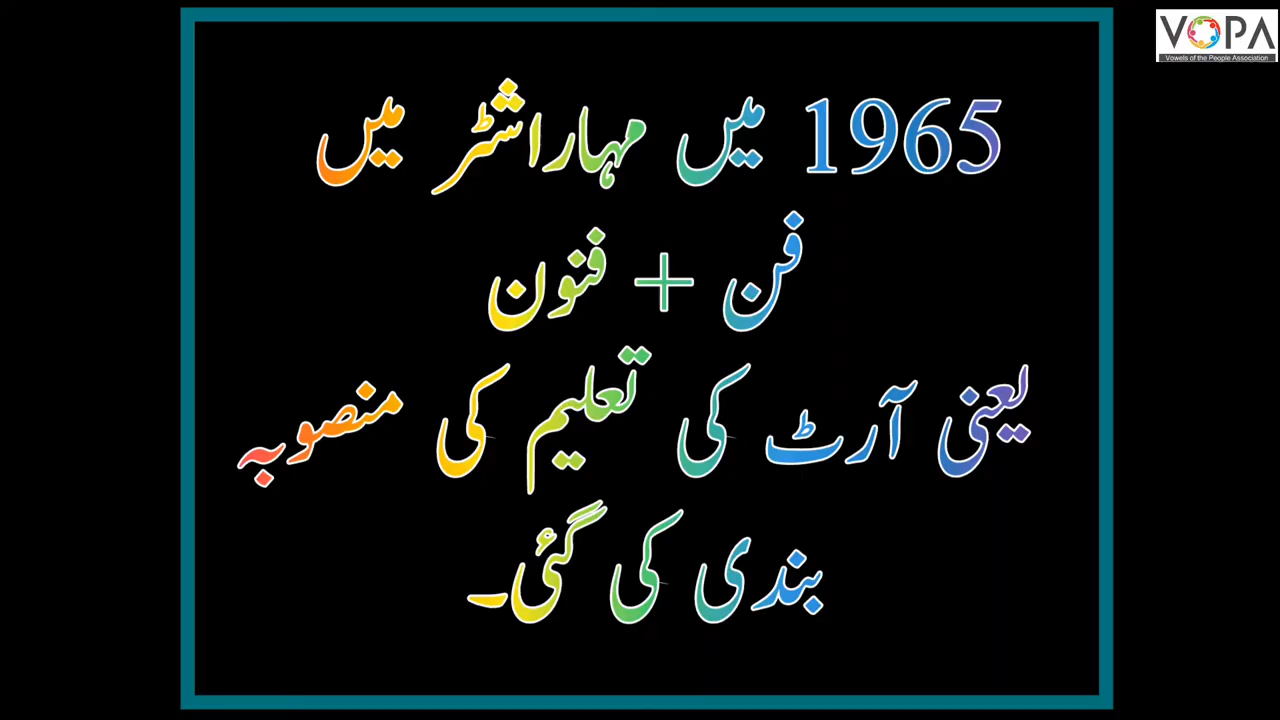 VOPA
Vowels of the People Association
1965 میں مہاراشٹر میں
فن + فنون
یعنی آرٹ کی تعلیم کی منصوبہ
بندی کی گئی۔